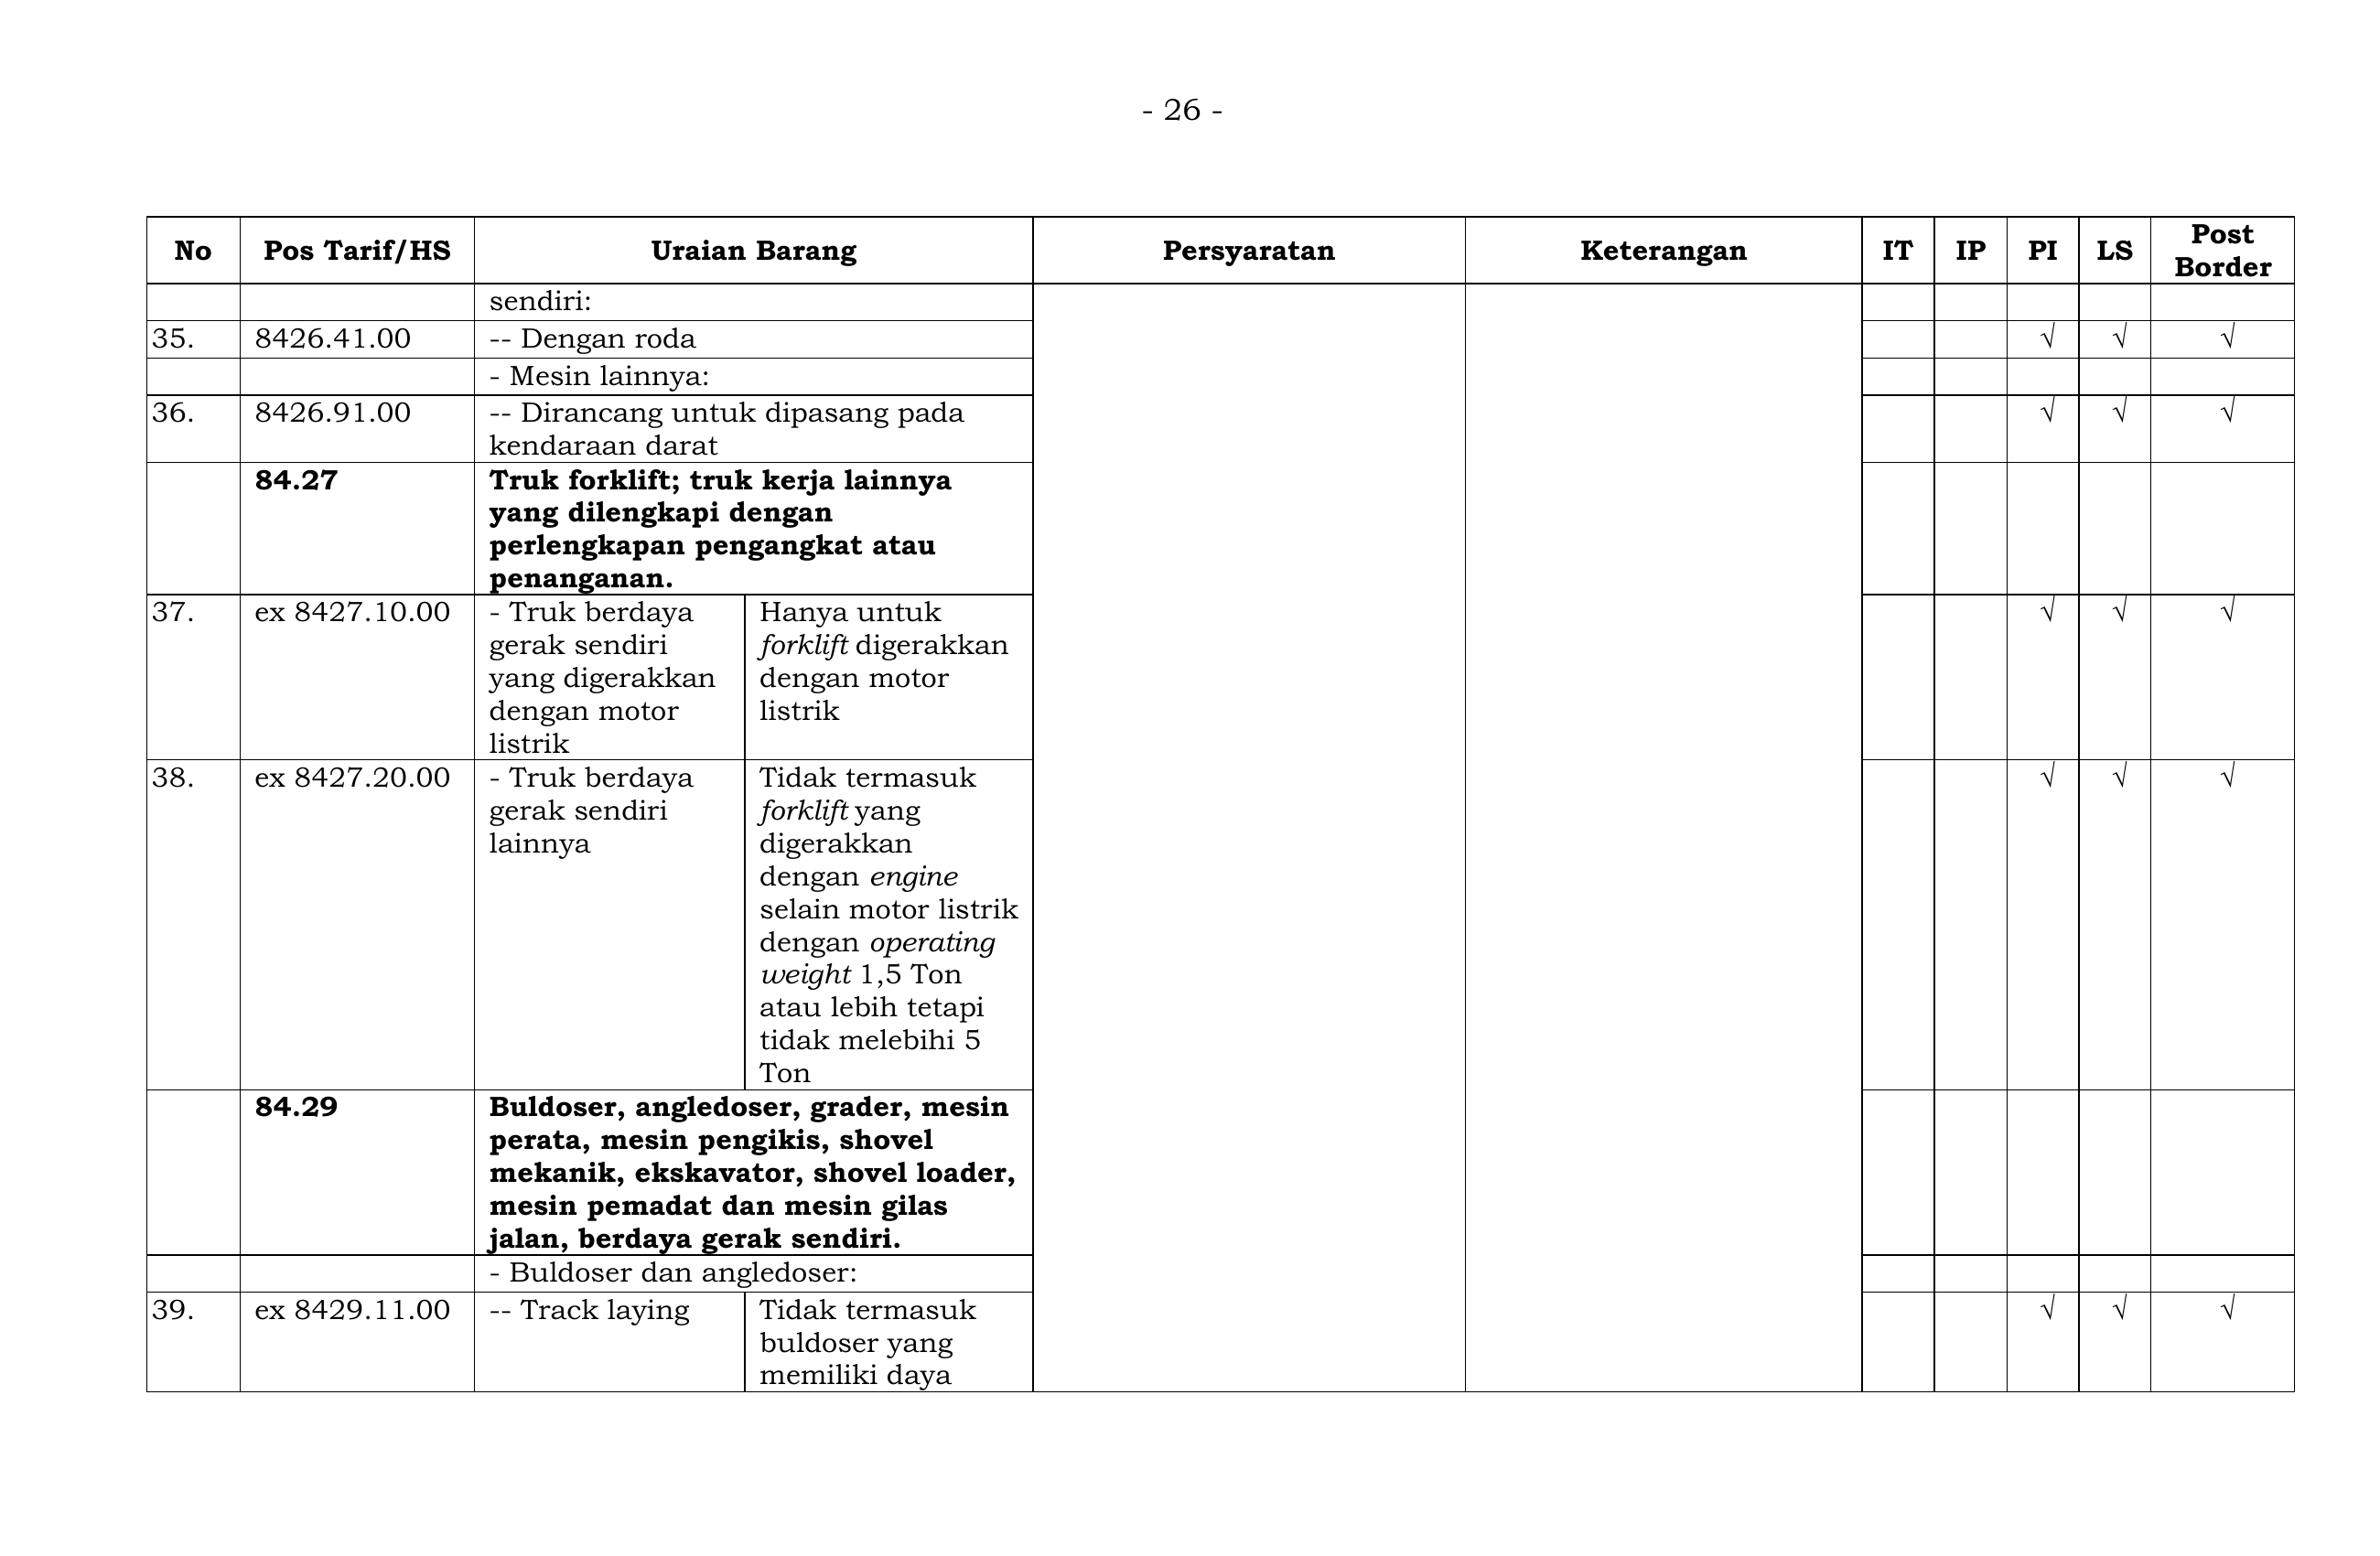 - 26 -
No Pos Tarif/HS Uraian Barang Persyaratan Keterangan IT IP PI LS Post Border
sendiri:
35. 8426.41.00 -- Dengan roda √ √ √
- Mesin lainnya:
36. 8426.91.00 -- Dirancang untuk dipasang pada √ √ √
kendaraan darat
84.27 Truk forklift; truk kerja lainnya
yang dilengkapi dengan
perlengkapan pengangkat atau
penanganan.
37. ex 8427.10.00 - Truk berdaya Hanya untuk √ √ √
gerak sendiri forklift digerakkan
yang digerakkan dengan motor
dengan motor listrik
listrik
38. ex 8427.20.00 - Truk berdaya Tidak termasuk √ √ √
gerak sendiri forklift yang
lainnya digerakkan
dengan engine
selain motor listrik
dengan operating
weight 1,5 Ton
atau lebih tetapi
tidak melebihi 5
Ton
84.29 Buldoser, angledoser, grader, mesin
perata, mesin pengikis, shovel
mekanik, ekskavator, shovel loader,
mesin pemadat dan mesin gilas
jalan, berdaya gerak sendiri.
- Buldoser dan angledoser:
39. ex 8429.11.00 -- Track laying Tidak termasuk √ √ √
buldoser yang
memiliki daya